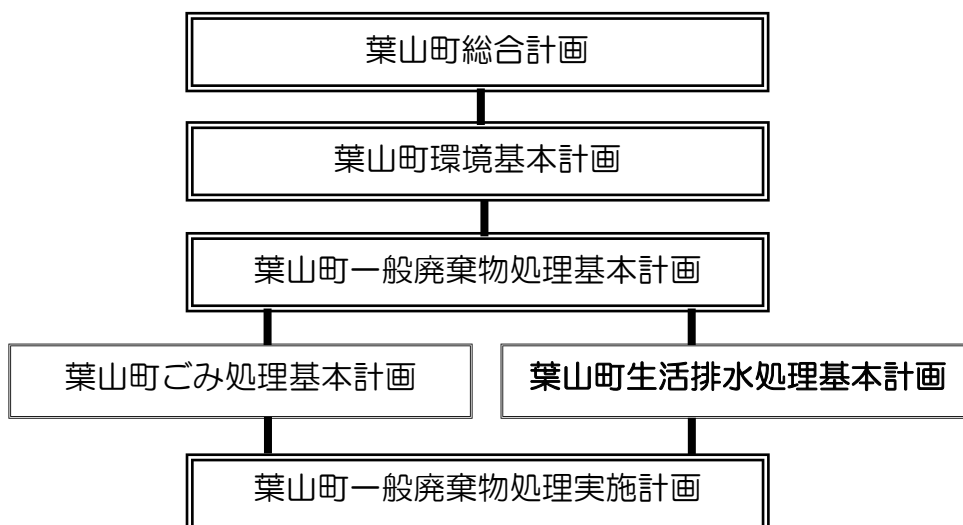 葉山町総合計画
葉山町環境基本計画
葉山町一般廃棄物処理基本計画
葉山町ごみ処理基本計画
葉山町生活排水処理基本計画
葉山町一般廃棄物処理実施計画